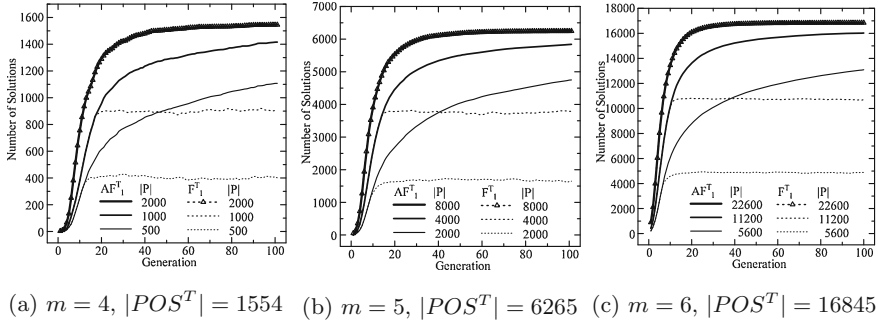 1600
1400
1200
1000
800
600
400
200
0
Number of Solutions
AF^T_1 |P| F^T_1 |P|
2000 2000
1000 1000
500 500
0 20 40 60 80 100
Generation
7000
6000
5000
4000
3000
2000
1000
0
Number of Solutions
AF^T_1 |P| F^T_1 |P|
8000 8000
4000 4000
2000 2000
0 20 40 60 80 100
Generation
18000
16000
14000
12000
10000
8000
6000
4000
2000
0
Number of Solutions
AF^T_1 |P| F^T_1 |P|
22600 22600
11200 11200
5600 5600
0 20 40 60 80 100
Generation
(a) m = 4, |POS^T| = 1554
(b) m = 5, |POS^T| = 6265
(c) m = 6, |POS^T| = 16845